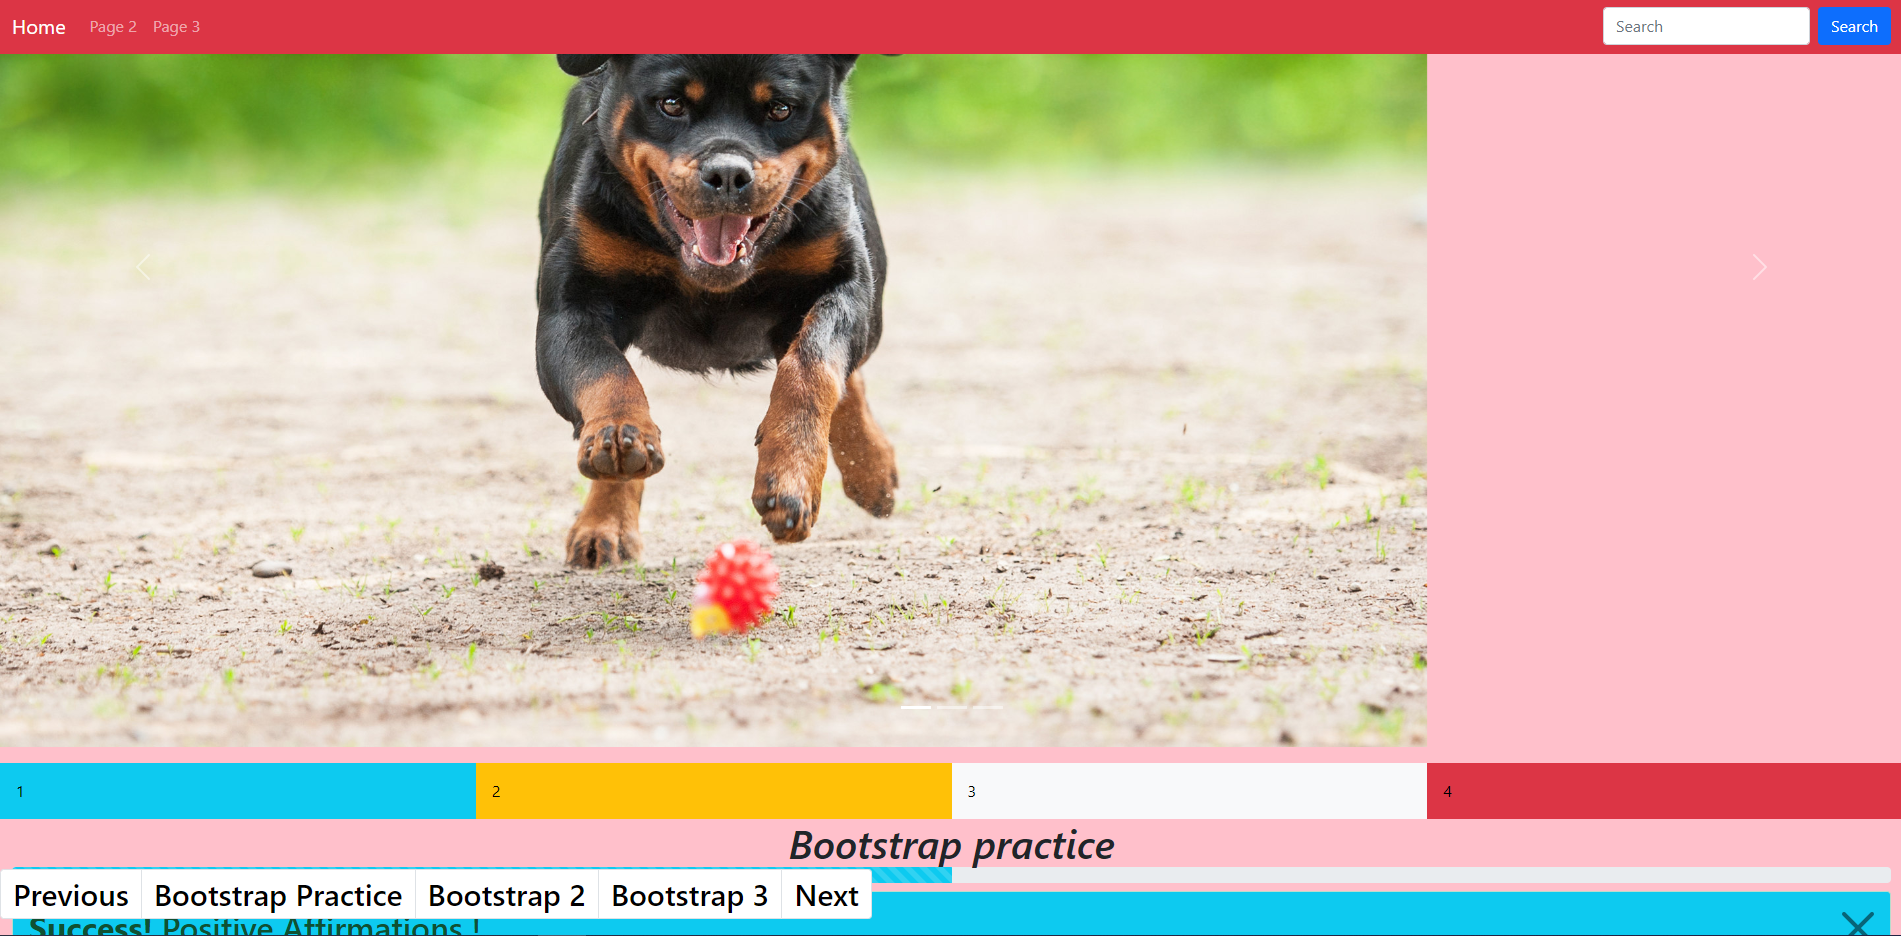 Home Page 2 Page 3 Search Search
1 2 3 4
Bootstrap practice
Previous Bootstrap Practice Bootstrap 2 Bootstrap 3 Next
Success! Positive Affirmations !